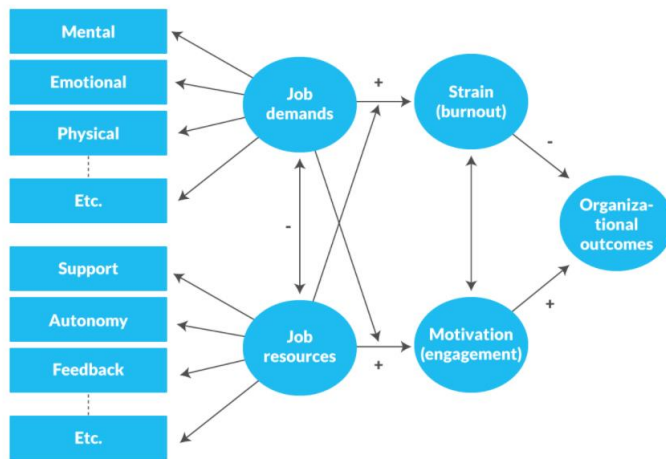 Mental
Emotional
Physical
Etc.
Support
Autonomy
Feedback
Etc.
Job
demands
Job
resources
+
-
+
Strain
(burnout)
Motivation
(engagement)
-
+
Organiza-
tional
outcomes